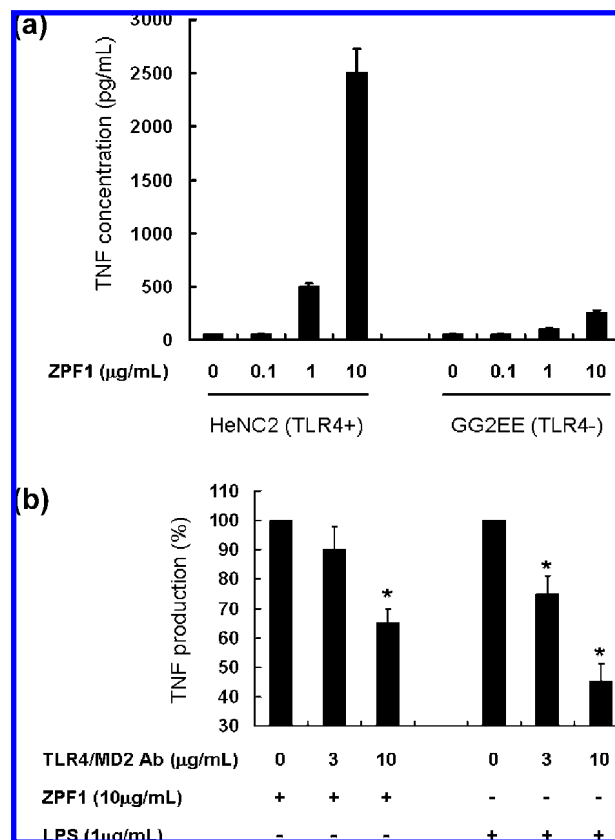 (a)
TNF concentration (pg/mL)
3000
2500
2000
1500
1000
500
0
ZPF1 (μg/mL) 0 0.1 1 10 0 0.1 1 10
HeNC2 (TLR4+) GG2EE (TLR4-)
(b)
TNF production (%)
110
100
90
80
70
60
50
40
30
* * *
TLR4/MD2 Ab (μg/mL) 0 3 10 0 3 10
ZPF1 (10μg/mL) + + + - - -
LPS (1μg/mL) - - - + + +